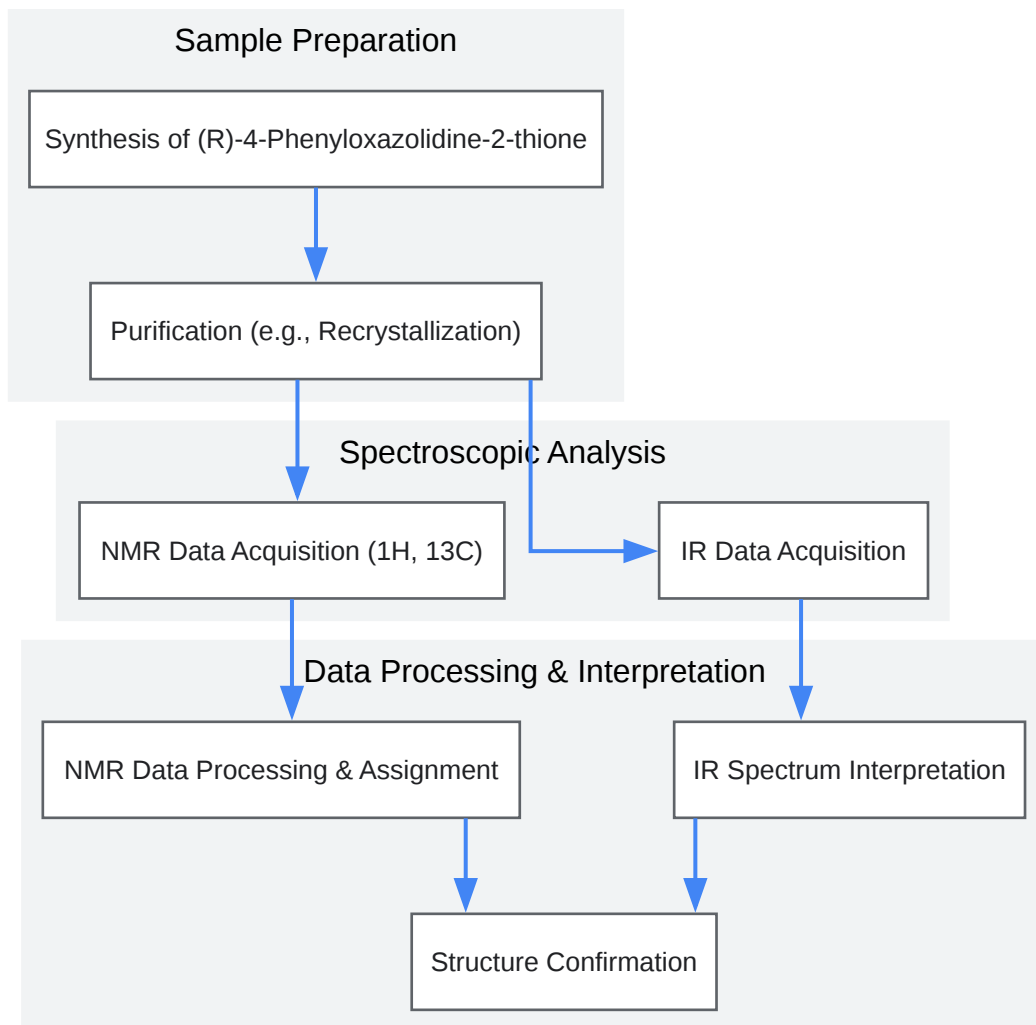 Sample Preparation
Synthesis of (R)-4-Phenyloxazolidine-2-thione
Purification (e.g., Recrystallization)
Spectroscopic Analysis
NMR Data Acquisition (1H, 13C)
IR Data Acquisition
Data Processing & Interpretation
NMR Data Processing & Assignment
IR Spectrum Interpretation
Structure Confirmation